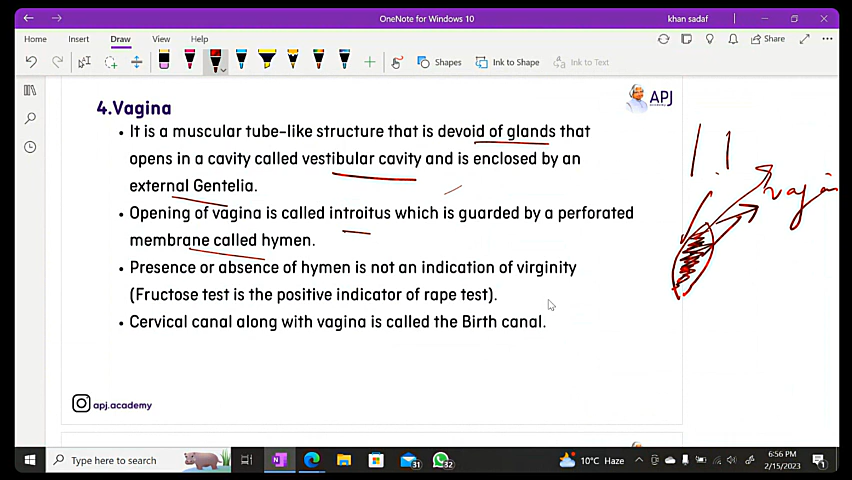 OneNote for Windows 10
khan sadaf
Home Insert Draw View Help
Share
Shapes Ink to Shape Ink to Text
APJ
4.Vagina
• It is a muscular tube-like structure that is devoid of glands that
opens in a cavity called vestibular cavity and is enclosed by an
external Gentelia.
• Opening of vagina is called introitus which is guarded by a perforated
membrane called hymen.
• Presence or absence of hymen is not an indication of virginity
(Fructose test is the positive indicator of rape test).
• Cervical canal along with vagina is called the Birth canal.
apj.academy
Type here to search
31
32
10°C Haze
6:56 PM
2/15/2023
1